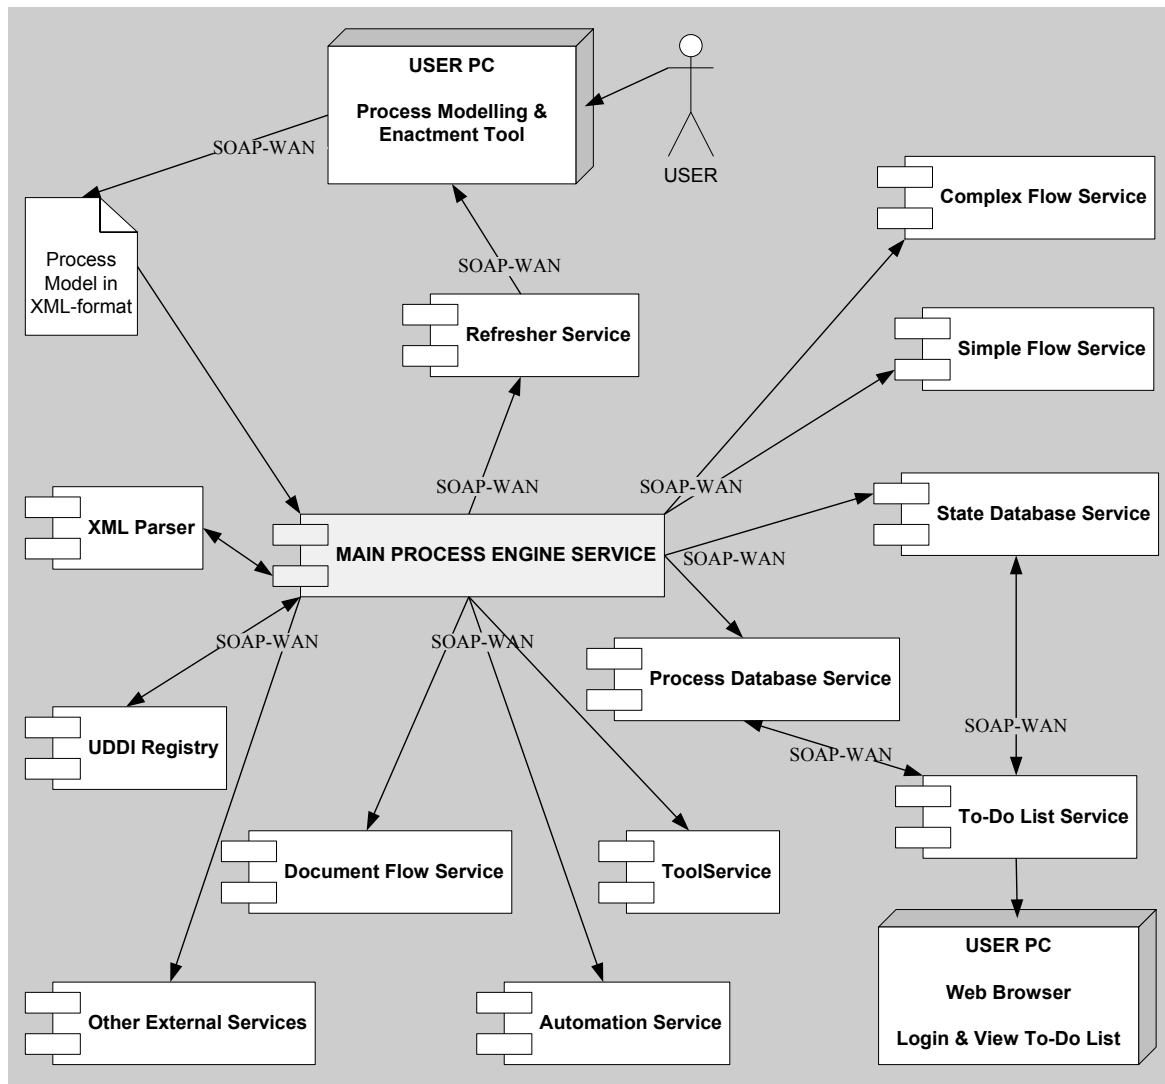 USER PC
Process Modelling &
Enactment Tool
SOAP-WAN
USER
Complex Flow Service
Process
Model in
XML-format
SOAP-WAN
Refresher Service
Simple Flow Service
SOAP-WAN
SOAP-WAN
XML Parser
State Database Service
MAIN PROCESS ENGINE SERVICE
SOAP-WAN
SOAP-WAN
SOAP-WAN
Process Database Service
UDDI Registry
SOAP-WAN
SOAP-WAN
To-Do List Service
Document Flow Service
ToolService
USER PC
Web Browser
Login & View To-Do List
Other External Services
Automation Service